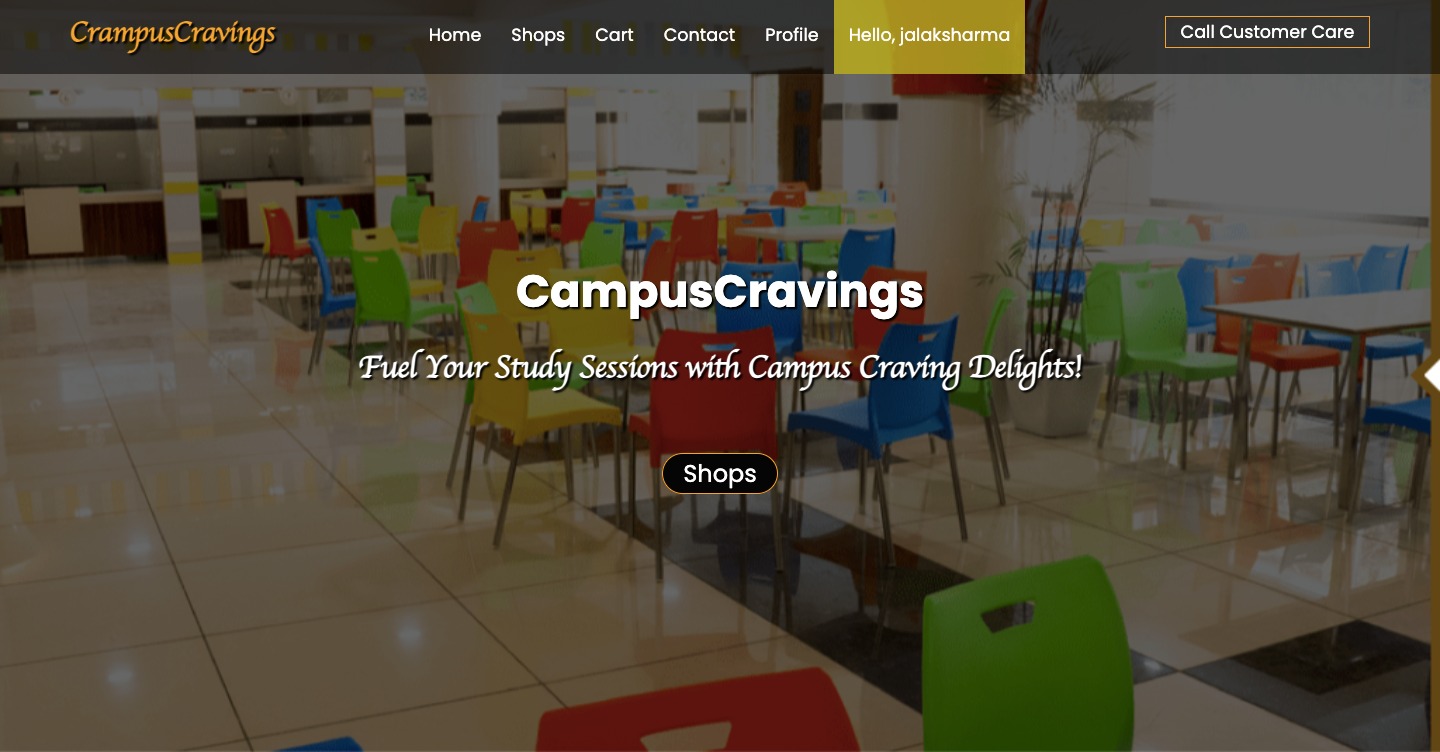 CrampusCravings
Home Shops Cart Contact Profile Hello, jalaksharma Call Customer Care
CampusCravings
Fuel Your Study Sessions with Campus Craving Delights!
Shops